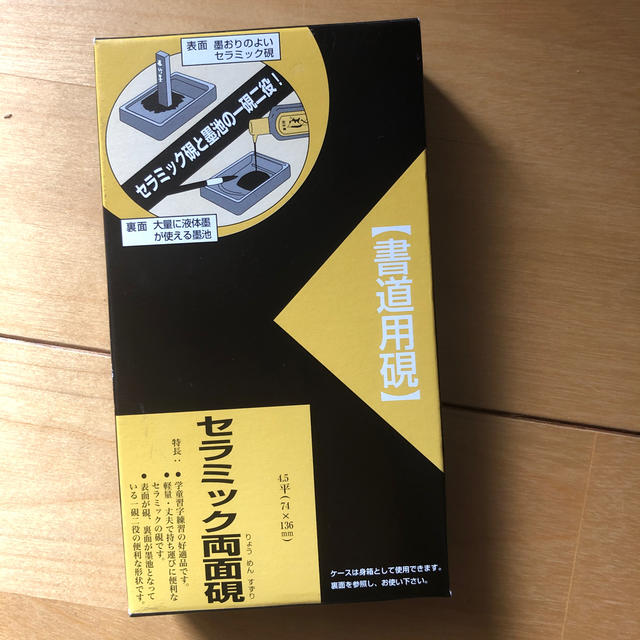 表面 墨おりのよい
セラミック硯
セラミック硯と墨池の一硯二役！
裏面 大量に液体墨
が使える墨池
【書道用硯】
セラミック両面硯
りょうめんすずり
4.5平(74×136mm)
特長：
●学童習字練習の好適品です。
●軽量・丈夫で持ち運びに便利な
セラミックの硯です。
●表面が硯、裏面が墨池となって
いる一硯二役の便利な形状です。
ケースは身箱として使用できます。
裏面を参照し、お使い下さい。